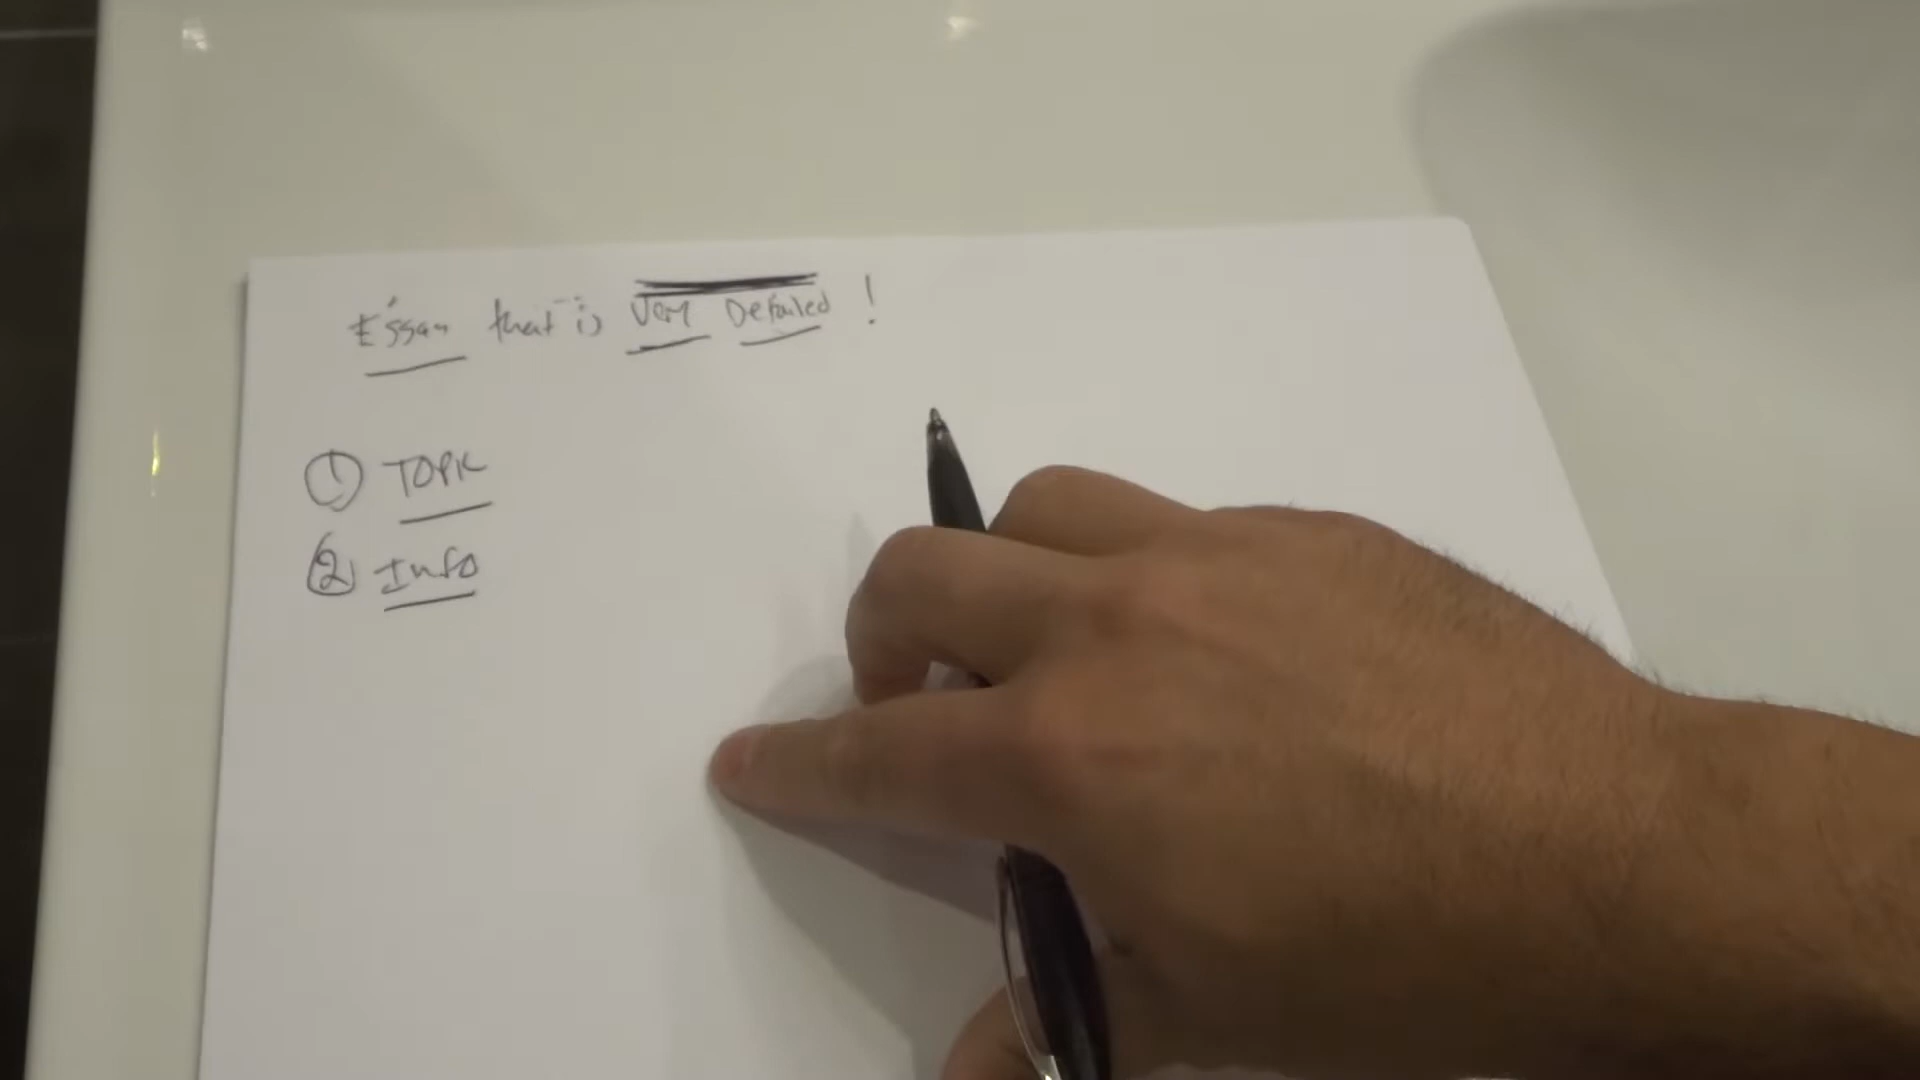 Essay that is Very Detailed !
① TOPIC
② Info